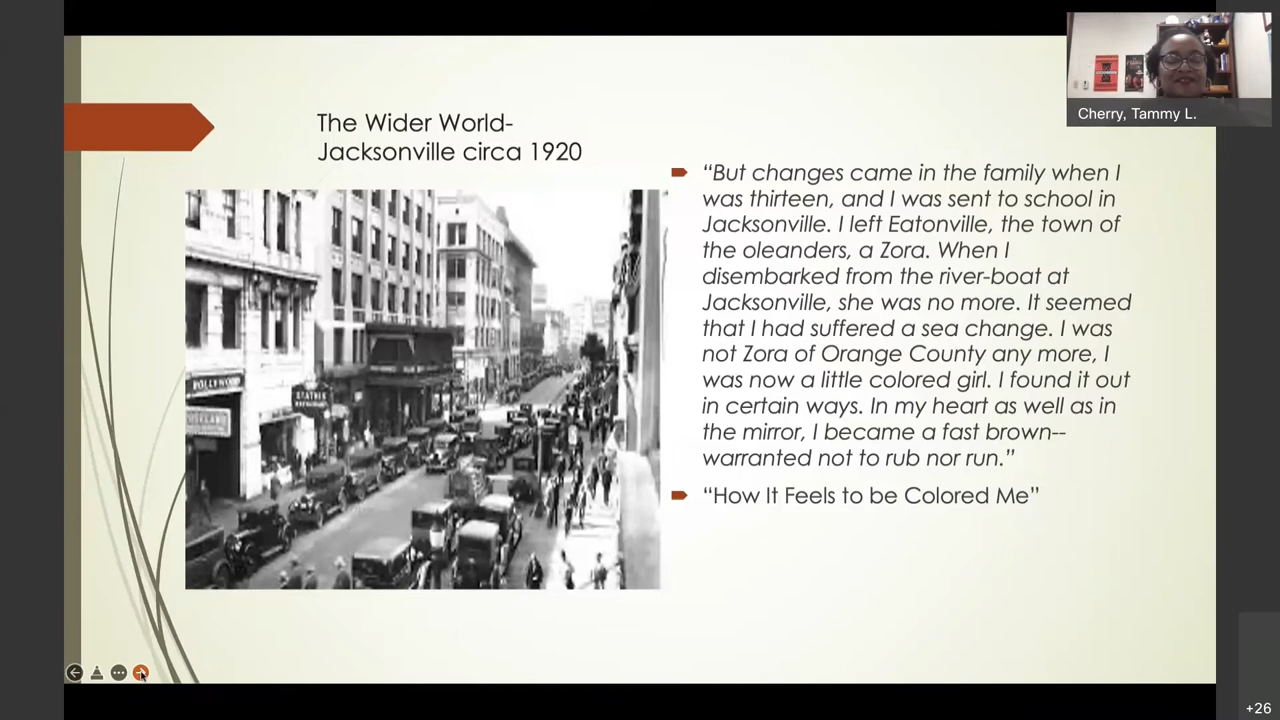 The Wider World-
Jacksonville circa 1920
“But changes came in the family when I
was thirteen, and I was sent to school in
Jacksonville. I left Eatonville, the town of
the oleanders, a Zora. When I
disembarked from the river-boat at
Jacksonville, she was no more. It seemed
that I had suffered a sea change. I was
not Zora of Orange County any more, I
was now a little colored girl. I found it out
in certain ways. In my heart as well as in
the mirror, I became a fast brown--
warranted not to rub nor run.”
“How It Feels to be Colored Me”
Cherry, Tammy L.
+26